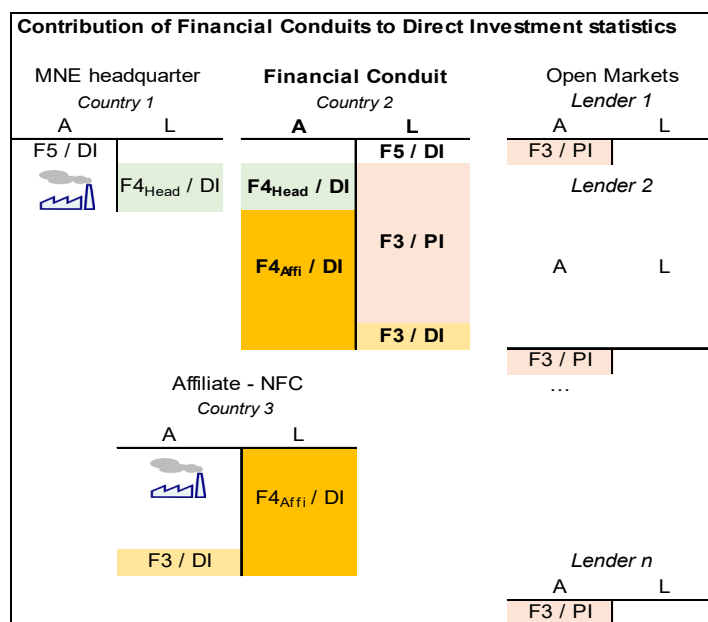 Contribution of Financial Conduits to Direct Investment statistics
MNE headquarter
Country 1
A L
F5 / DI
F4Head / DI
Financial Conduit
Country 2
A L
F5 / DI
F4Head / DI
F3 / PI
F4Affi / DI
F3 / DI
Open Markets
Lender 1
A L
F3 / PI
Lender 2
A L
F3 / PI
...
Affiliate - NFC
Country 3
A L
F4Affi / DI
F3 / DI
Lender n
A L
F3 / PI